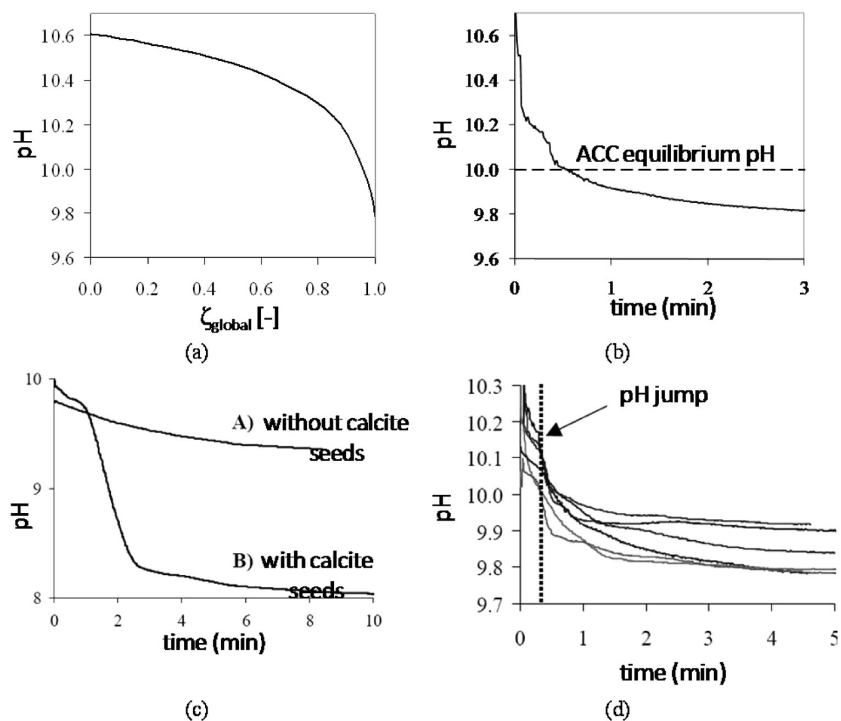 10.6
10.4
10.2
10.0
9.8
9.6
pH
0.0 0.2 0.4 0.6 0.8 1.0
ζglobal [-]
(a)
10.6
10.4
10.2
10.0
9.8
9.6
pH
ACC equilibrium pH
0 1 2 3
time (min)
(b)
10
9
8
pH
A) without calcite
seeds
B) with calcite
seeds
0 2 4 6 8 10
time (min)
(c)
10.3
10.2
10.1
10.0
9.9
9.8
9.7
pH
pH jump
0 1 2 3 4 5
time (min)
(d)